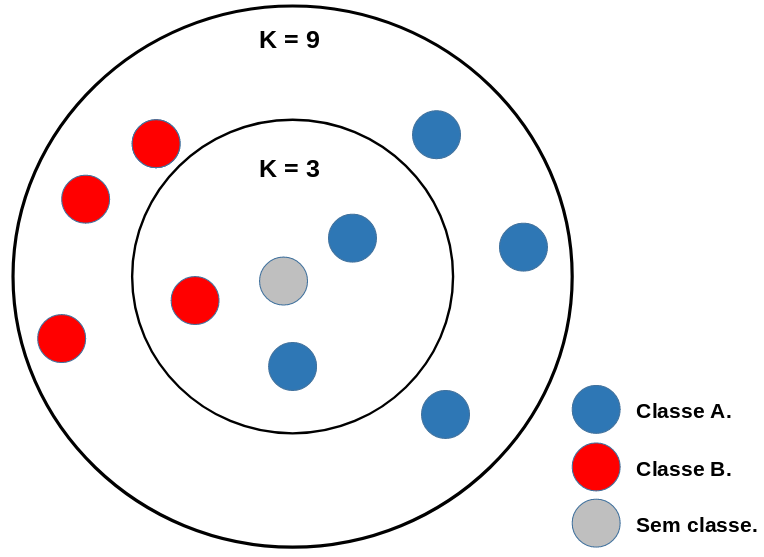 K = 9
K = 3
Classe A.
Classe B.
Sem classe.